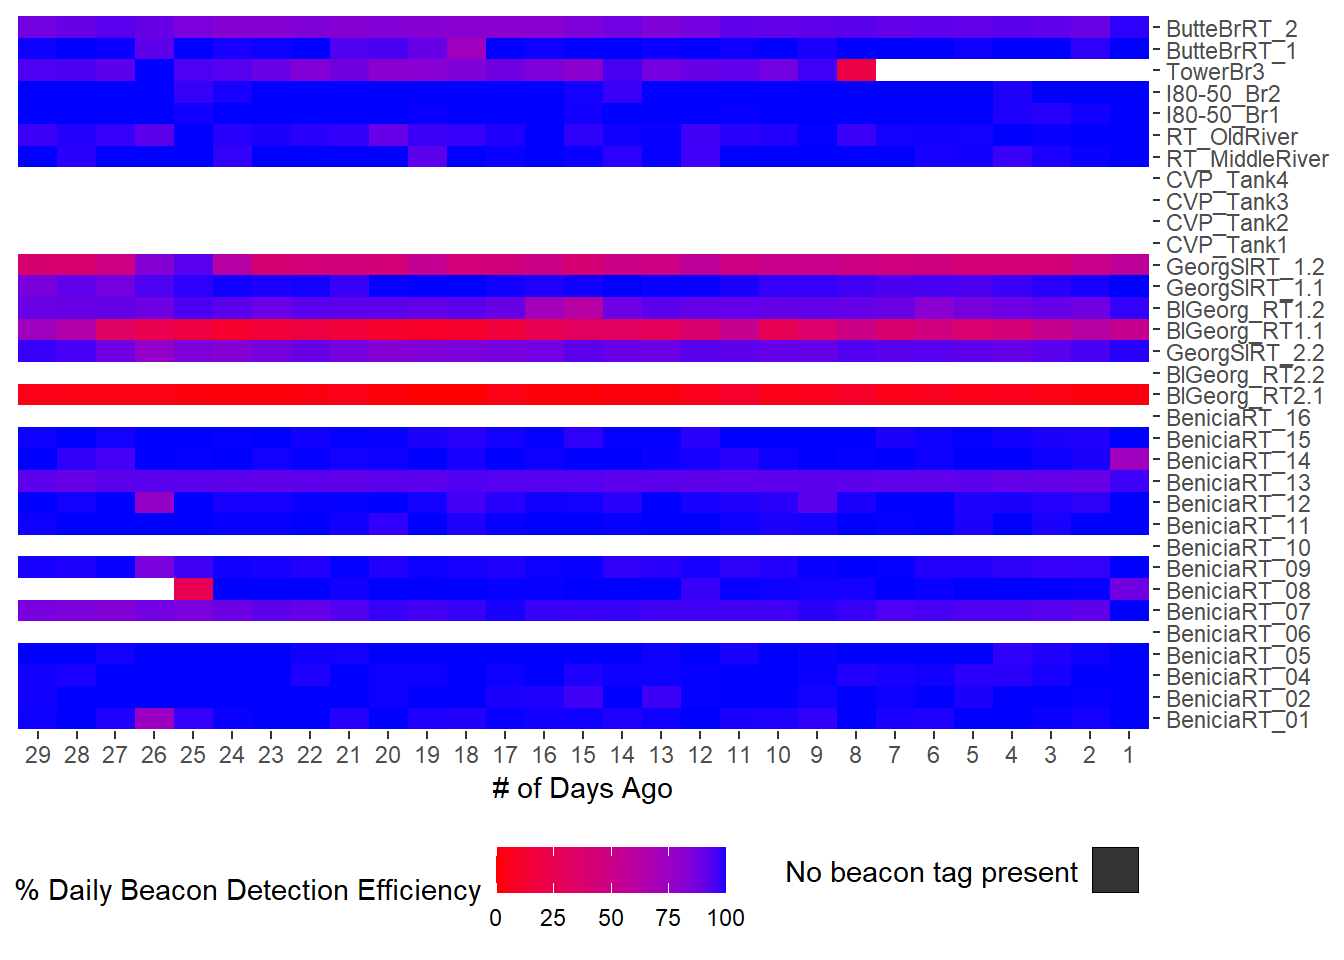 ButteBrRT_2
ButteBrRT_1
TowerBr3
I80-50_Br2
I80-50_Br1
RT_OldRiver
RT_MiddleRiver
CVP_Tank4
CVP_Tank3
CVP_Tank2
CVP_Tank1
GeorgSlRT_1.2
GeorgSlRT_1.1
BlGeorg_RT1.2
BlGeorg_RT1.1
GeorgSlRT_2.2
BlGeorg_RT2.2
BlGeorg_RT2.1
BeniciaRT_16
BeniciaRT_15
BeniciaRT_14
BeniciaRT_13
BeniciaRT_12
BeniciaRT_11
BeniciaRT_10
BeniciaRT_09
BeniciaRT_08
BeniciaRT_07
BeniciaRT_06
BeniciaRT_05
BeniciaRT_04
BeniciaRT_02
BeniciaRT_01
29 28 27 26 25 24 23 22 21 20 19 18 17 16 15 14 13 12 11 10 9 8 7 6 5 4 3 2 1
# of Days Ago
% Daily Beacon Detection Efficiency
0 25 50 75 100
No beacon tag present